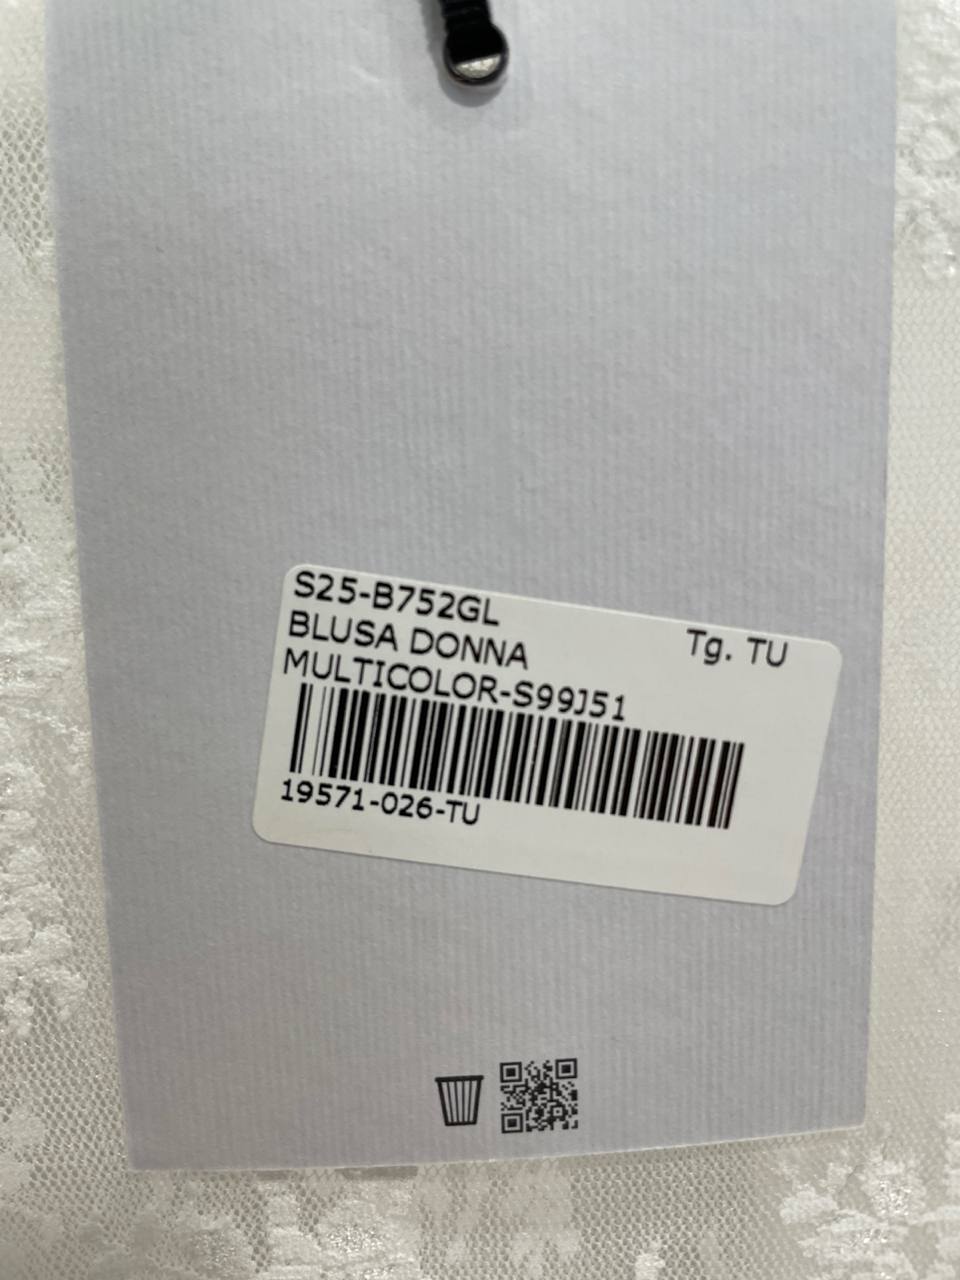 S25-B752GL
BLUSA DONNA
Tg. TU
MULTICOLOR-S99J51
19571-026-TU